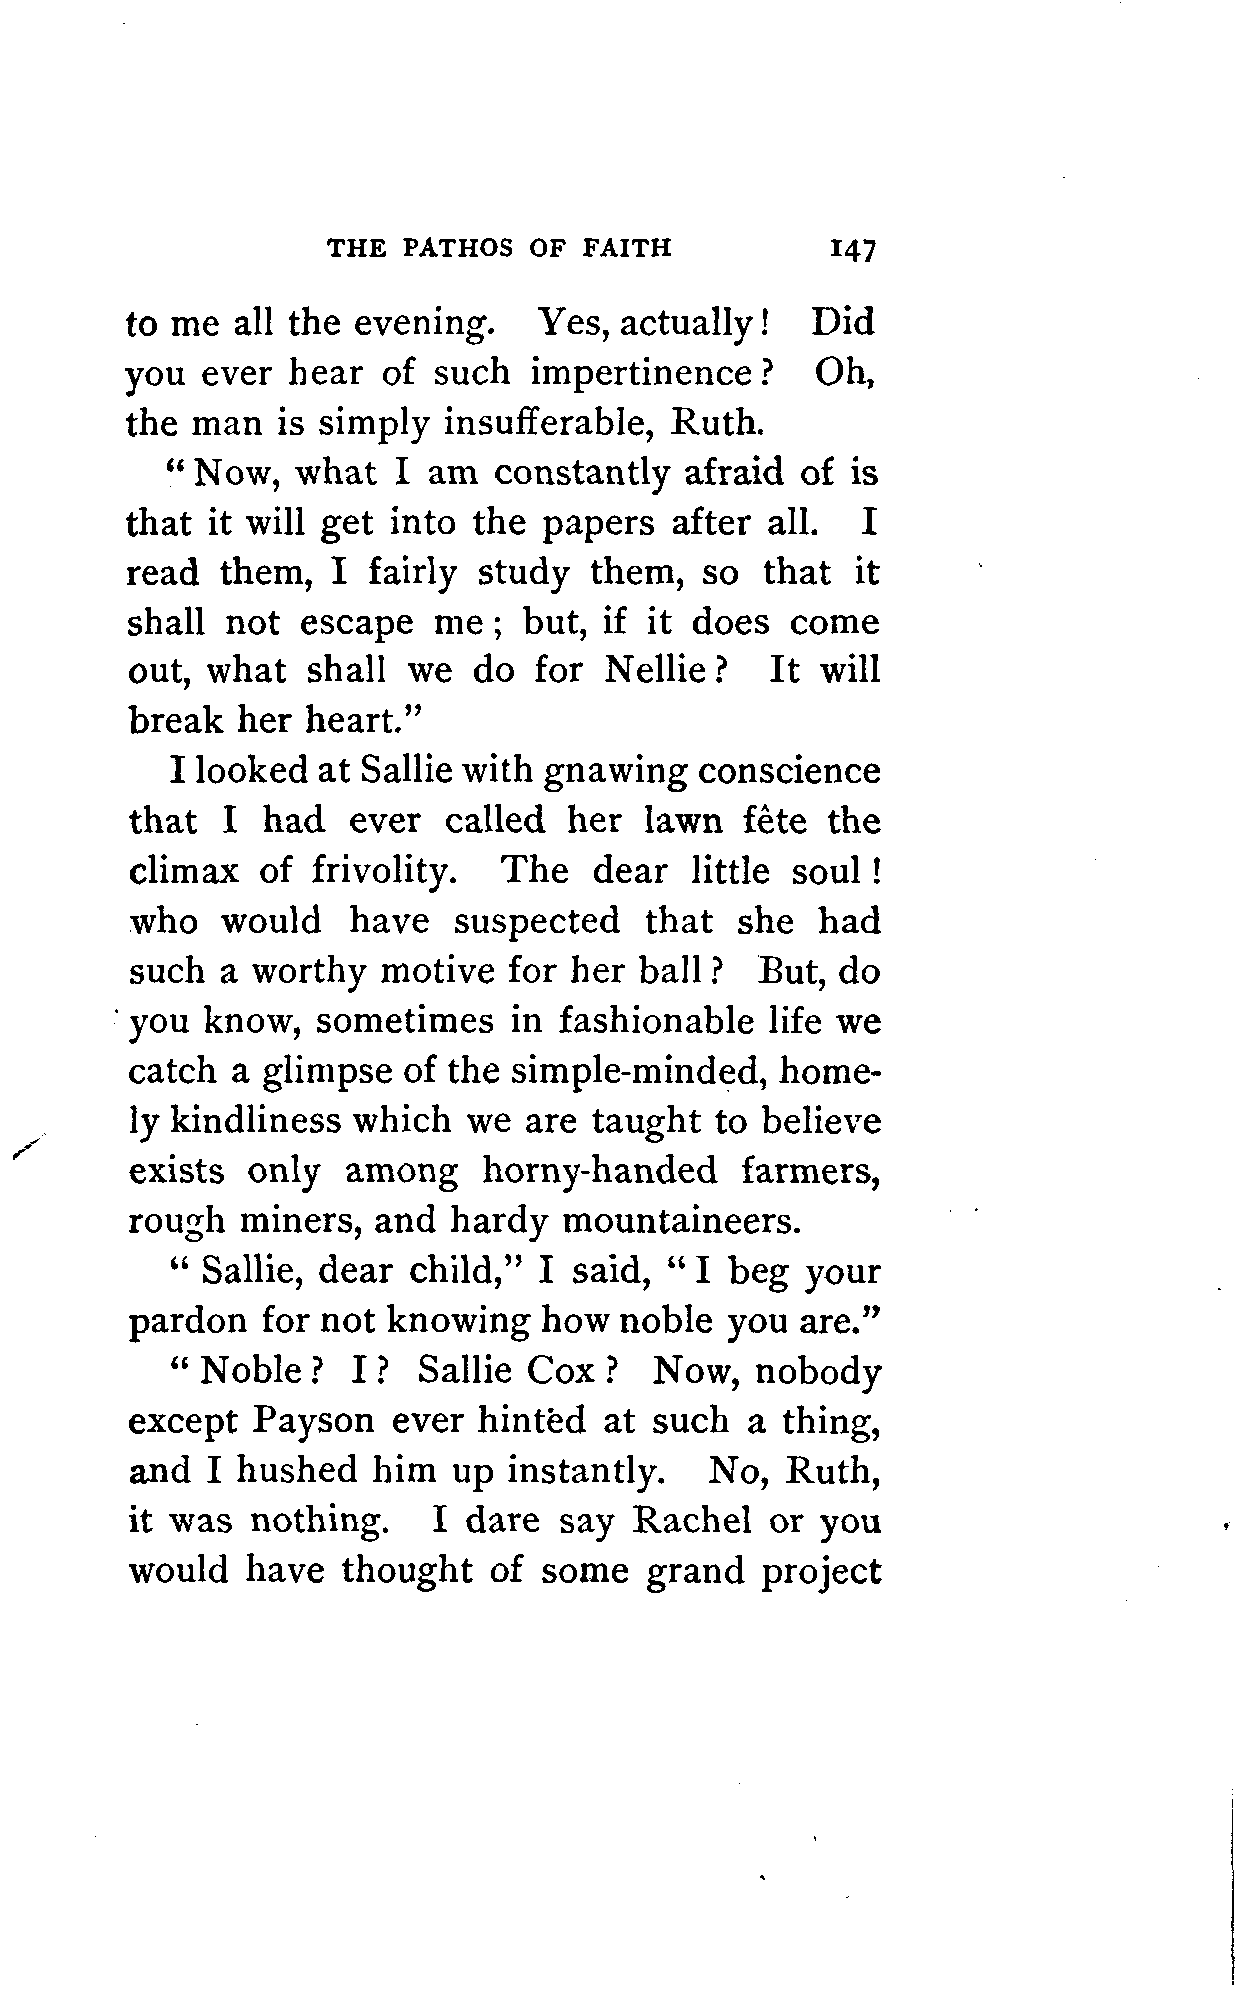 THE PATHOS OF FAITH 147
to me all the evening. Yes, actually! Did
you ever hear of such impertinence? Oh,
the man is simply insufferable, Ruth.
“Now, what I am constantly afraid of is
that it will get into the papers after all. I
read them, I fairly study them, so that it
shall not escape me; but, if it does come
out, what shall we do for Nellie? It will
break her heart.”
I looked at Sallie with gnawing conscience
that I had ever called her lawn fête the
climax of frivolity. The dear little soul!
who would have suspected that she had
such a worthy motive for her ball? But, do
you know, sometimes in fashionable life we
catch a glimpse of the simple-minded, home-
ly kindliness which we are taught to believe
exists only among horny-handed farmers,
rough miners, and hardy mountaineers.
“Sallie, dear child,” I said, “I beg your
pardon for not knowing how noble you are.”
“Noble? I? Sallie Cox? Now, nobody
except Payson ever hinted at such a thing,
and I hushed him up instantly. No, Ruth,
it was nothing. I dare say Rachel or you
would have thought of some grand project